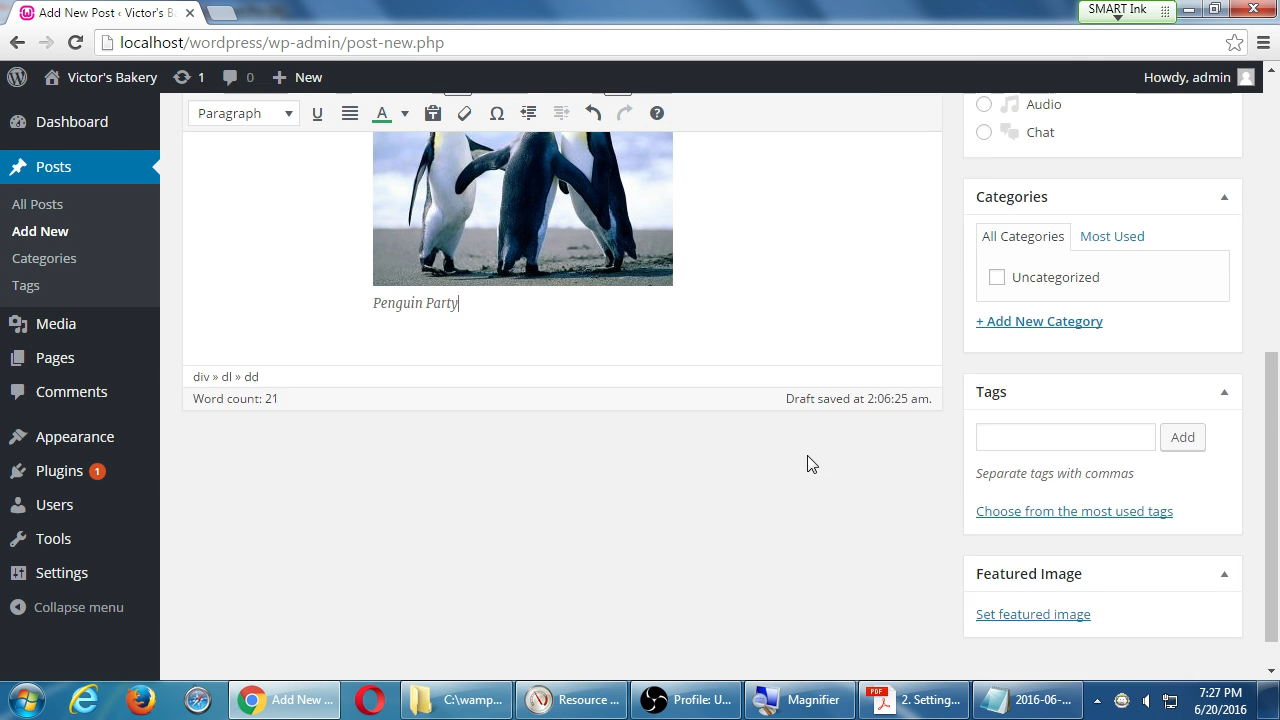 Add New Post ‹ Victor's B
SMART Ink
localhost/wordpress/wp-admin/post-new.php
Victor's Bakery
1
0
New
Howdy, admin
Dashboard
Posts
All Posts
Add New
Categories
Tags
Media
Pages
Comments
Appearance
Plugins 1
Users
Tools
Settings
Collapse menu
Paragraph
U
A
Ω
Penguin Party
div » dl » dd
Word count: 21
Draft saved at 2:06:25 am.
Audio
Chat
Categories
All Categories
Most Used
Uncategorized
+ Add New Category
Tags
Add
Separate tags with commas
Choose from the most used tags
Featured Image
Set featured image
Add New ...
C:\wamp...
Resource ...
Profile: U...
Magnifier
PDF
2. Setting...
2016-06-...
7:27 PM
6/20/2016